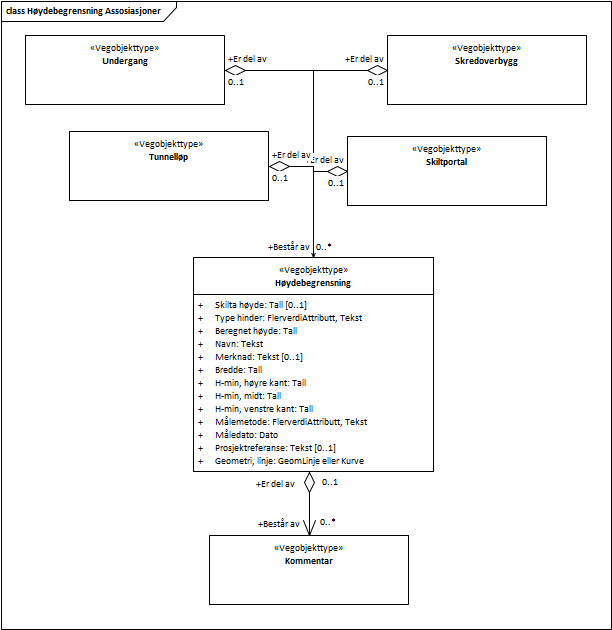 class Høydebegrensning Assosiasjoner
«Vegobjekttype»
Undergang
+Er del av
0..1
+Er del av
0..1
«Vegobjekttype»
Skredoverbygg
«Vegobjekttype»
Tunnelløp
+Er del av
0..1
Er del av
0..1
«Vegobjekttype»
Skiltportal
+Består av 0..*
«Vegobjekttype»
Høydebegrensning
+ Skilta høyde: Tall [0..1]
+ Type hinder: FlerverdiAttributt, Tekst
+ Beregnet høyde: Tall
+ Navn: Tekst
+ Merknad: Tekst [0..1]
+ Bredde: Tall
+ H-min, høyre kant: Tall
+ H-min, midt: Tall
+ H-min, venstre kant: Tall
+ Målemetode: FlerverdiAttributt, Tekst
+ Måledato: Dato
+ Prosjektreferanse: Tekst [0..1]
+ Geometri, linje: GeomLinje eller Kurve
+Er del av 0..1
+Består av 0..*
«Vegobjekttype»
Kommentar